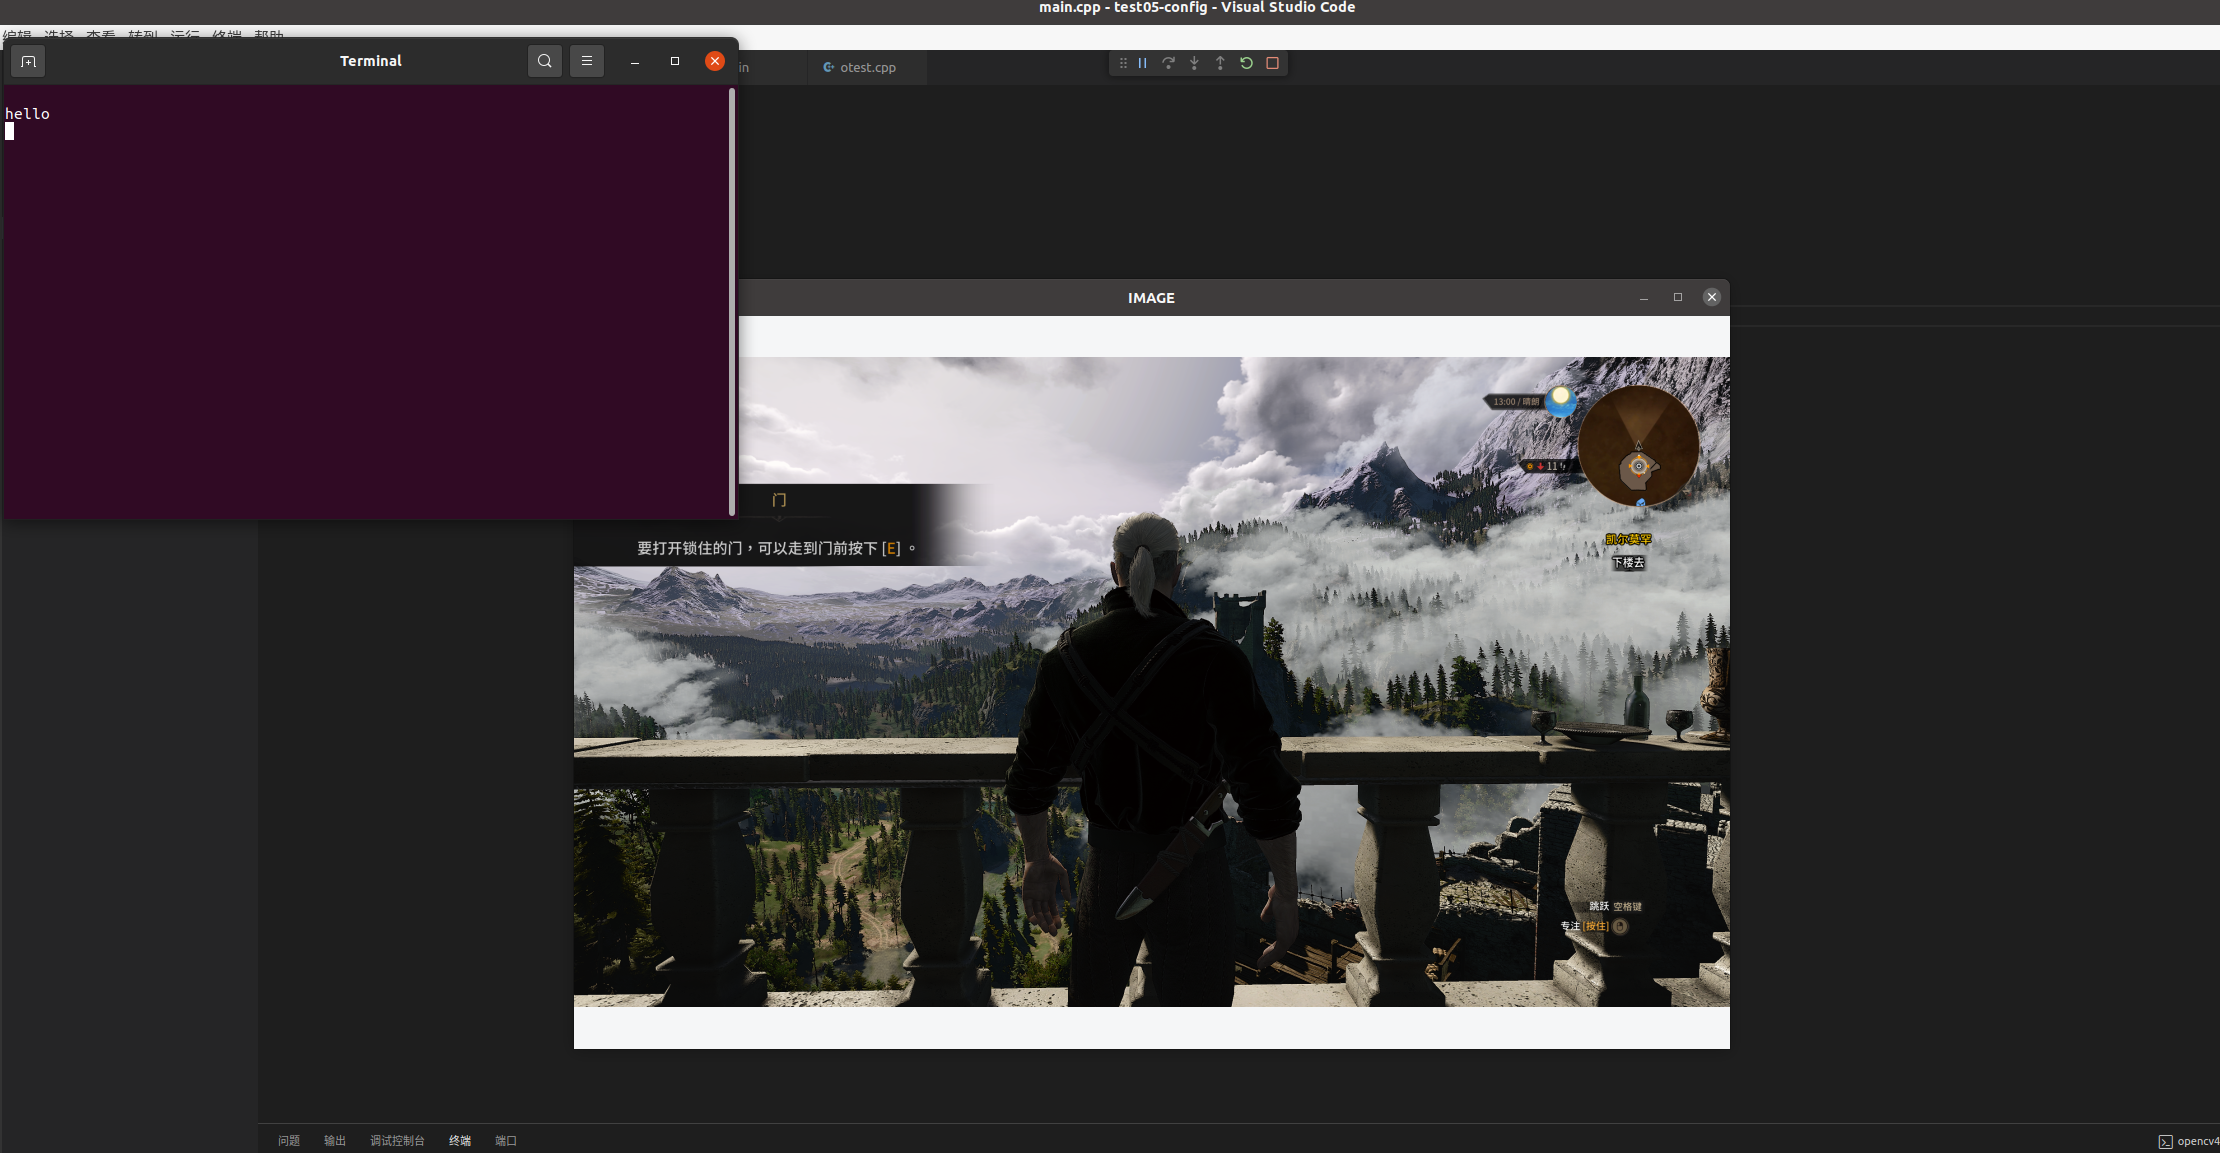 main.cpp - test05-config - Visual Studio Code
编辑 选择 查看 转到 运行 终端 帮助
Terminal
in
otest.cpp
hello
IMAGE
13:00 / 晴朗
11
门
要打开锁住的门，可以走到门前按下 [E] 。
凯尔莫罕
下楼去
跳跃 空格键
专注 [按住]
问题 输出 调试控制台 终端 端口
opencv4